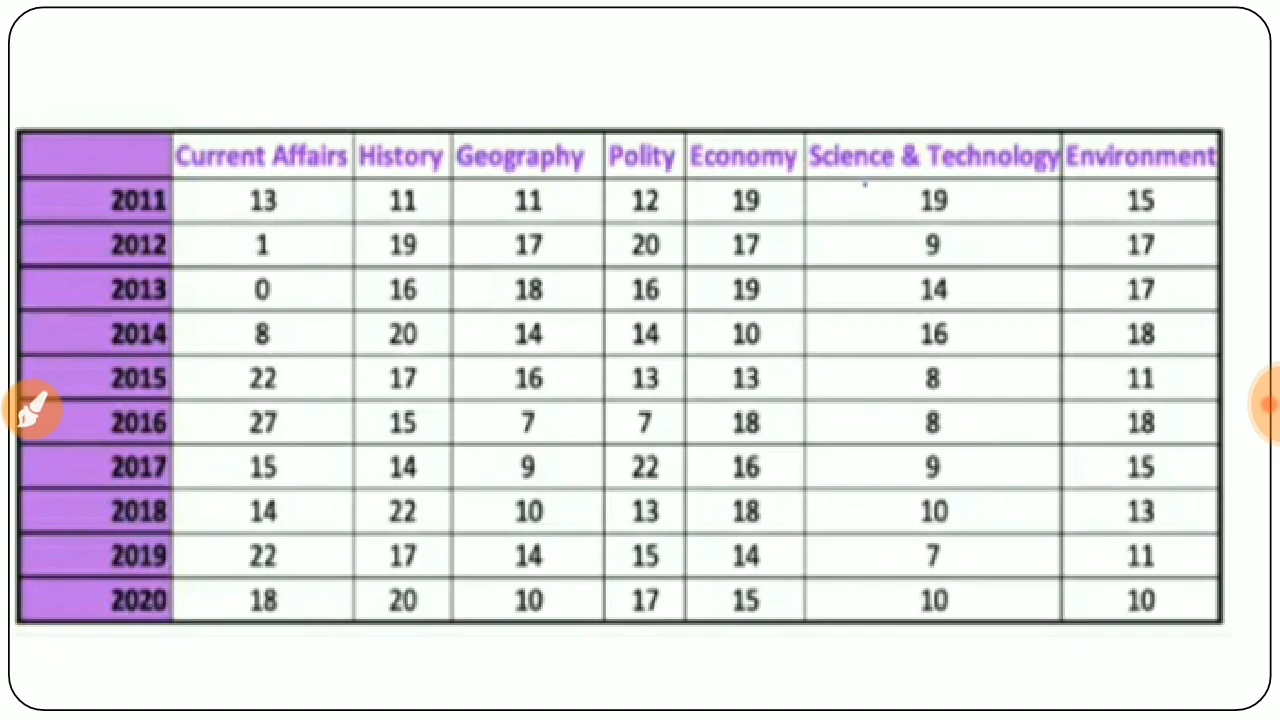 Current Affairs History Geography Polity Economy Science & Technology Environment
2011 13 11 11 12 19 19 15
2012 1 19 17 20 17 9 17
2013 0 16 18 16 19 14 17
2014 8 20 14 14 10 16 18
2015 22 17 16 13 13 8 11
2016 27 15 7 7 18 8 18
2017 15 14 9 22 16 9 15
2018 14 22 10 13 18 10 13
2019 22 17 14 15 14 7 11
2020 18 20 10 17 15 10 10